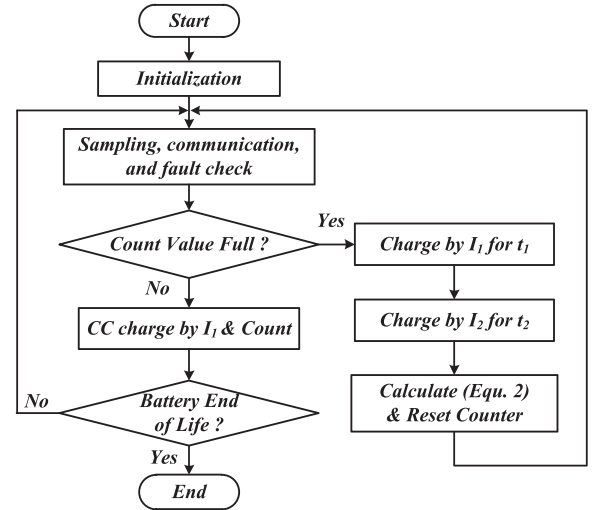 Start
Initialization
Sampling, communication,
and fault check
Count Value Full ?
Yes
No
CC charge by I1 & Count
Battery End
of Life ?
No
Yes
End
Charge by I1 for t1
Charge by I2 for t2
Calculate (Equ. 2)
& Reset Counter